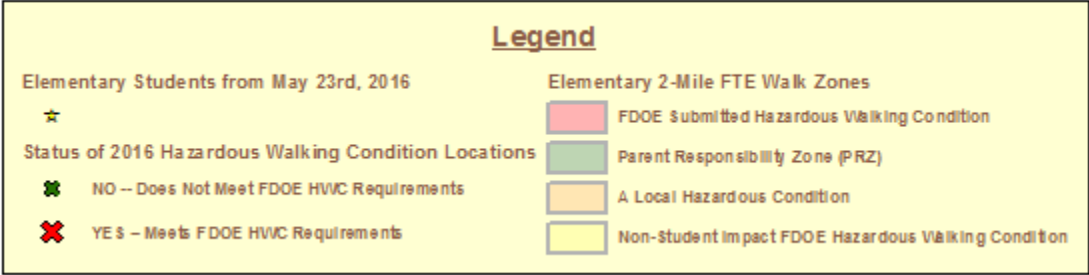 Legend
Elementary Students from May 23rd, 2016
Status of 2016 Hazardous Walking Condition Locations
NO -- Does Not Meet FDOE HWC Requirements
YES – Meets FDOE HWC Requirements
Elementary 2-Mile FTE Walk Zones
FDOE Submitted Hazardous Walking Condition
Parent Responsibility Zone (PRZ)
A Local Hazardous Condition
Non-Student Impact FDOE Hazardous Walking Condition